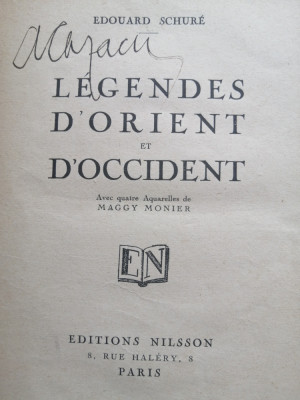 EDOUARD SCHURÉ
LÉGENDES
D'ORIENT
ET
D'OCCIDENT
Avec quatre Aquarelles de
MAGGY MONIER
EN
EDITIONS NILSSON
8, RUE HALÉRY, 8
PARIS